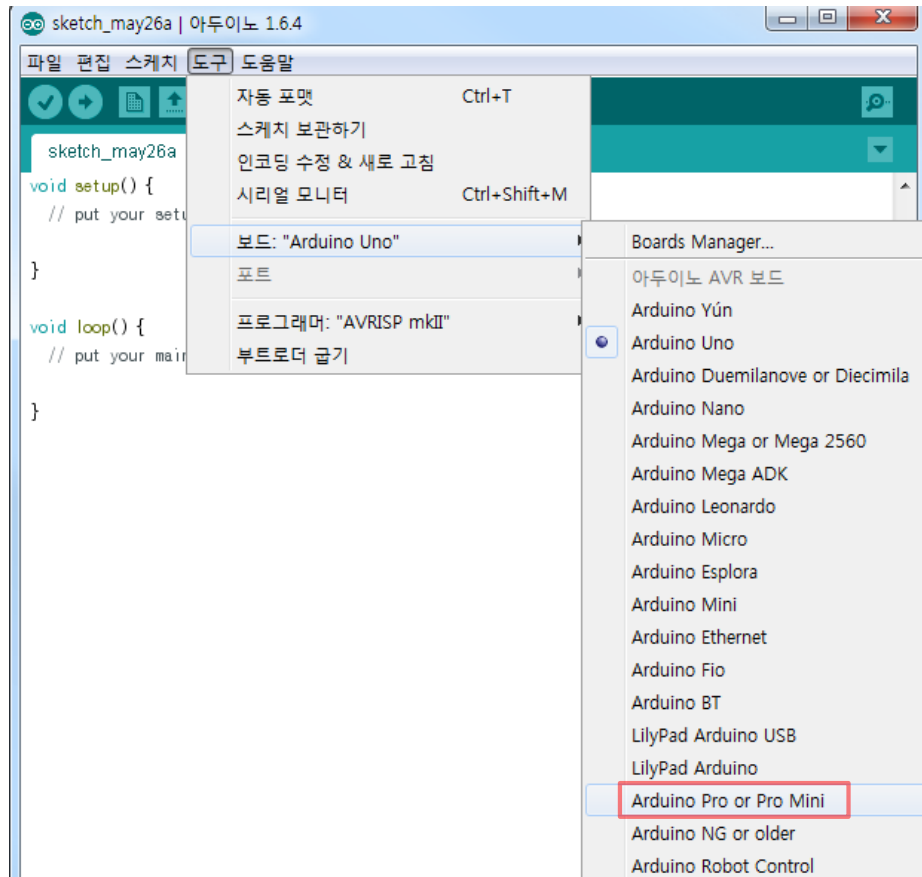 sketch_may26a | 아두이노 1.6.4
파일 편집 스케치 도구 도움말
자동 포맷 Ctrl+T
스케치 보관하기
인코딩 수정 & 새로 고침
시리얼 모니터 Ctrl+Shift+M
보드: "Arduino Uno"
포트
프로그래머: "AVRISP mkII"
부트로더 굽기
sketch_may26a
void setup() {
// put your setu
}
void loop() {
// put your mair
}
Boards Manager...
아두이노 AVR 보드
Arduino Yún
Arduino Uno
Arduino Duemilanove or Diecimila
Arduino Nano
Arduino Mega or Mega 2560
Arduino Mega ADK
Arduino Leonardo
Arduino Micro
Arduino Esplora
Arduino Mini
Arduino Ethernet
Arduino Fio
Arduino BT
LilyPad Arduino USB
LilyPad Arduino
Arduino Pro or Pro Mini
Arduino NG or older
Arduino Robot Control